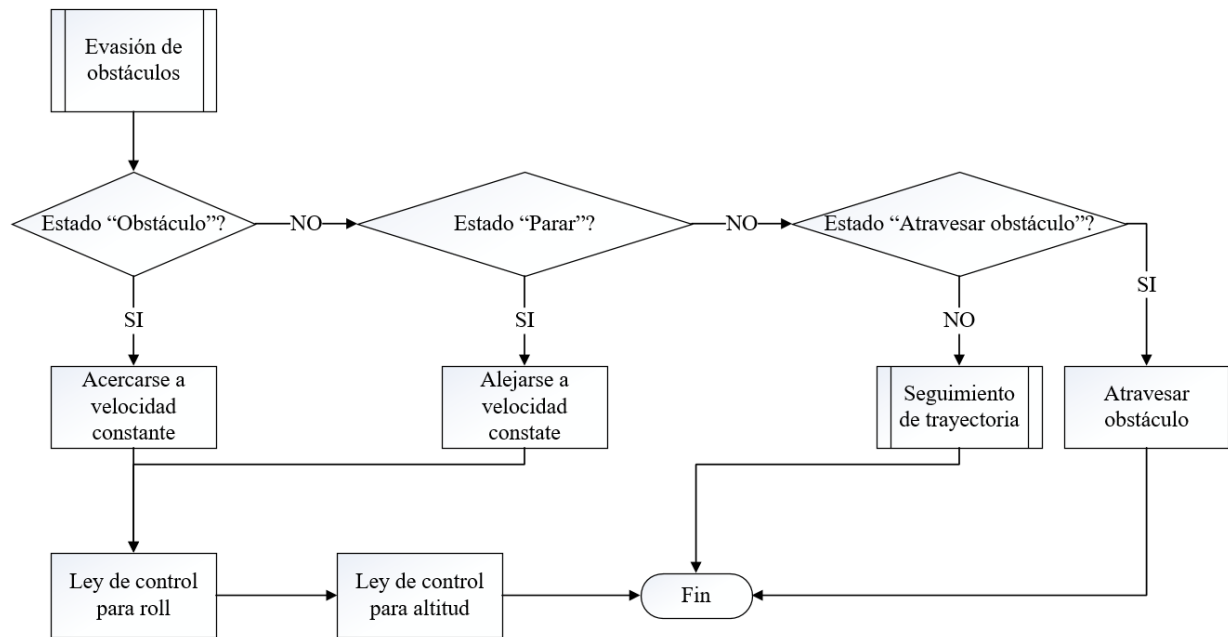 Evasión de
obstáculos
Estado “Obstáculo”?
NO
Estado “Parar”?
NO
Estado “Atravesar obstáculo”?
SI
SI
NO
SI
Acercarse a
velocidad
constante
Alejarse a
velocidad
constate
Seguimiento
de trayectoria
Atravesar
obstáculo
Ley de control
para roll
Ley de control
para altitud
Fin